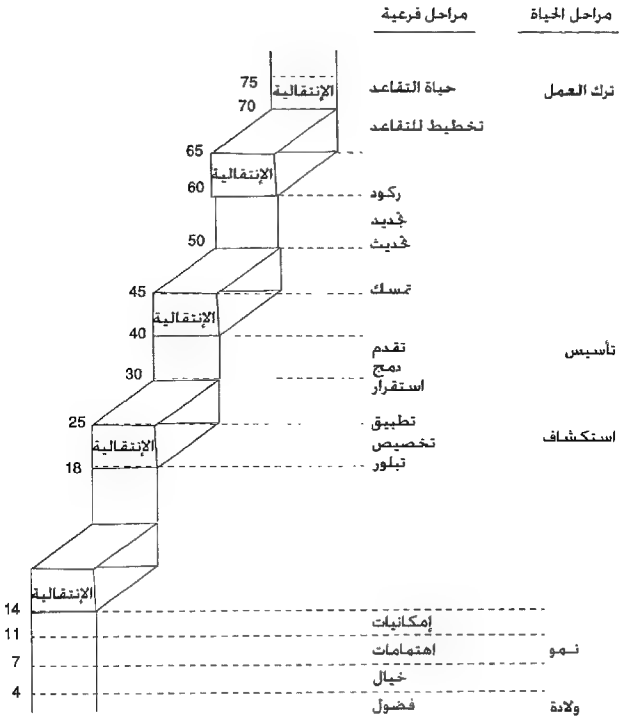 مراحل الحياة مراحل فرعية
75
ترك العمل حياة التقاعد الإنتقالية
70
تخطيط للتقاعد
65
الإنتقالية
60
ركود
تجديد
50
تحديث
45
تمسك
الإنتقالية
40
تأسيس تقدم
دمج
30
استقرار
25
تطبيق
استكشاف تخصيص الإنتقالية
18
تبلور
الإنتقالية
14
إمكانيات
11
نمو اهتمامات
7
خيال
4
ولادة فضول